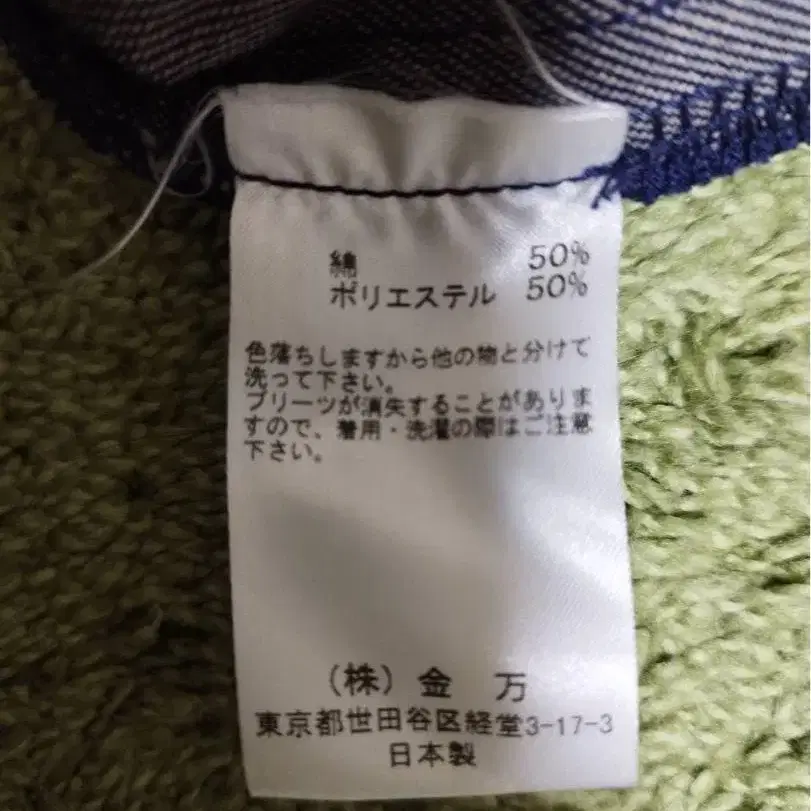 綿 50%
ポリエステル 50%
色落ちしますから他の物と分けて
洗って下さい。
プリーツが消失することがありま
すので、着用・洗濯の際はご注意
下さい。
(株) 金 万
東京都世田谷区経堂3-17-3
日本製